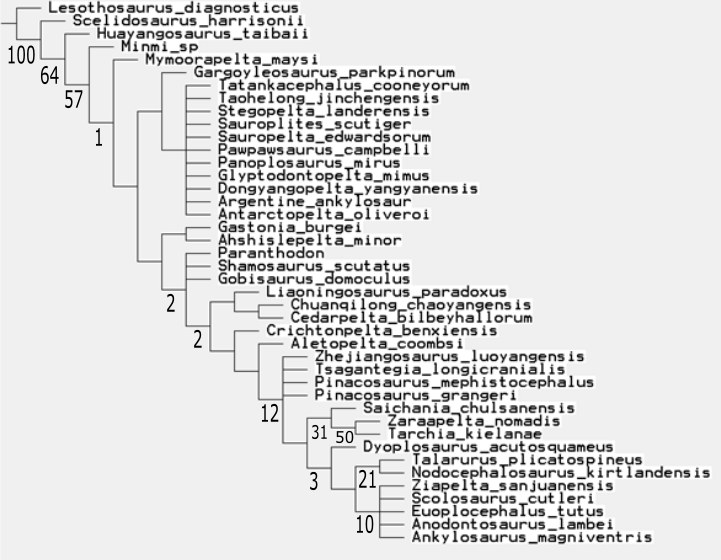 Lesothosaurus_diagnosticus
Scelidosaurus_harrisonii
Huayangosaurus_taibaii
100
Minmi_sp
Mymoorapelta_maysi
64
Gargoyleosaurus_parkpinorum
Tatankacephalus_cooneyorum
57
Taohelong_jinchengensis
Stegopelta_landerensis
Sauroplites_scutiger
1
Sauropelta_edwardsorum
Pawpawsaurus_campbelli
Panoplosaurus_mirus
Glyptodontopelta_mimus
Dongyangopelta_yangyanensis
Argentine_ankylosaur
Antarctopelta_oliveroi
Gastonia_burgei
Ahshislepelta_minor
Paranthodon
Shamosaurus_scutatus
Gobisaurus_domoculus
Liaoningosaurus_paradoxus
2
Chuanqilong_chaoyangensis
Cedarpelta_bilbeyhallorum
Crichtonpelta_benxiensis
2
Aletopelta_coombsi
Zhejiangosaurus_luoyangensis
Tsagantegia_longicranialis
Pinacosaurus_mephistocephalus
Pinacosaurus_grangeri
Saichania_chulsanensis
12
Zaraapelta_nomadis
31
50
Tarchia_kielanae
Dyoplosaurus_acutosquameus
Talarurus_plicatospineus
Nodocephalosaurus_kirtlandensis
3
21
Ziapelta_sanjuanensis
Scolosaurus_cutleri
Euoplocephalus_tutus
10
Anodontosaurus_lambei
Ankylosaurus_magniventris